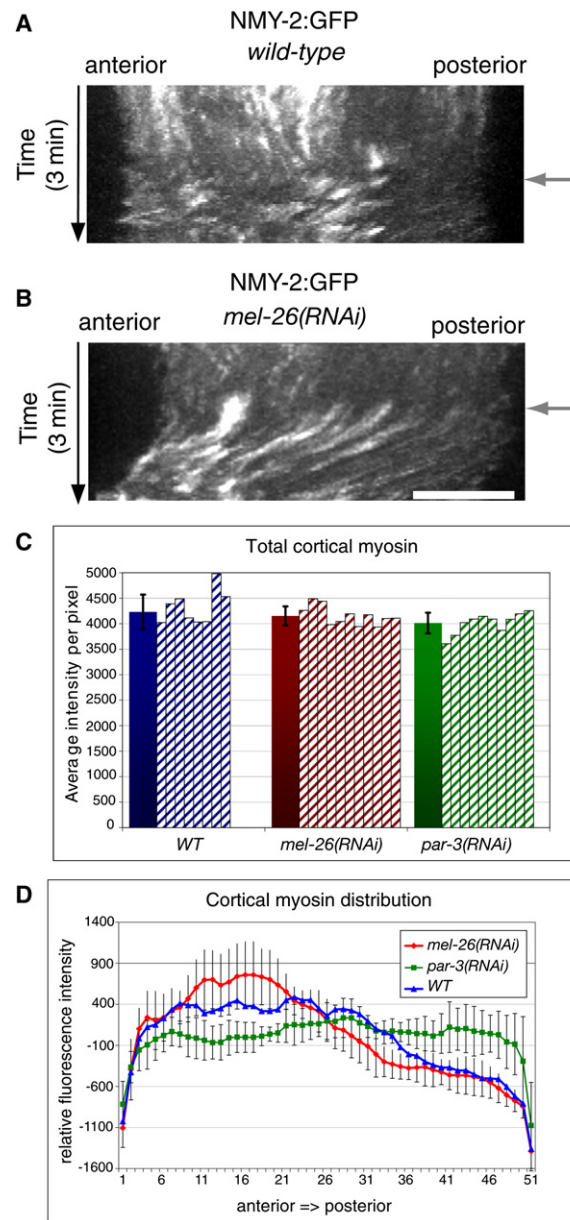 A
NMY-2:GFP
wild-type
anterior posterior
Time
(3 min)
B
NMY-2:GFP
mel-26(RNAi)
anterior posterior
Time
(3 min)
C
Total cortical myosin
Average intensity per pixel
5000
4500
4000
3500
3000
2500
2000
1500
1000
500
0
WT mel-26(RNAi) par-3(RNAi)
D
Cortical myosin distribution
relative fluorescence intensity
1400
900
400
-100
-600
-1100
-1600
mel-26(RNAi)
par-3(RNAi)
WT
1 6 11 16 21 26 31 36 41 46 51
anterior => posterior